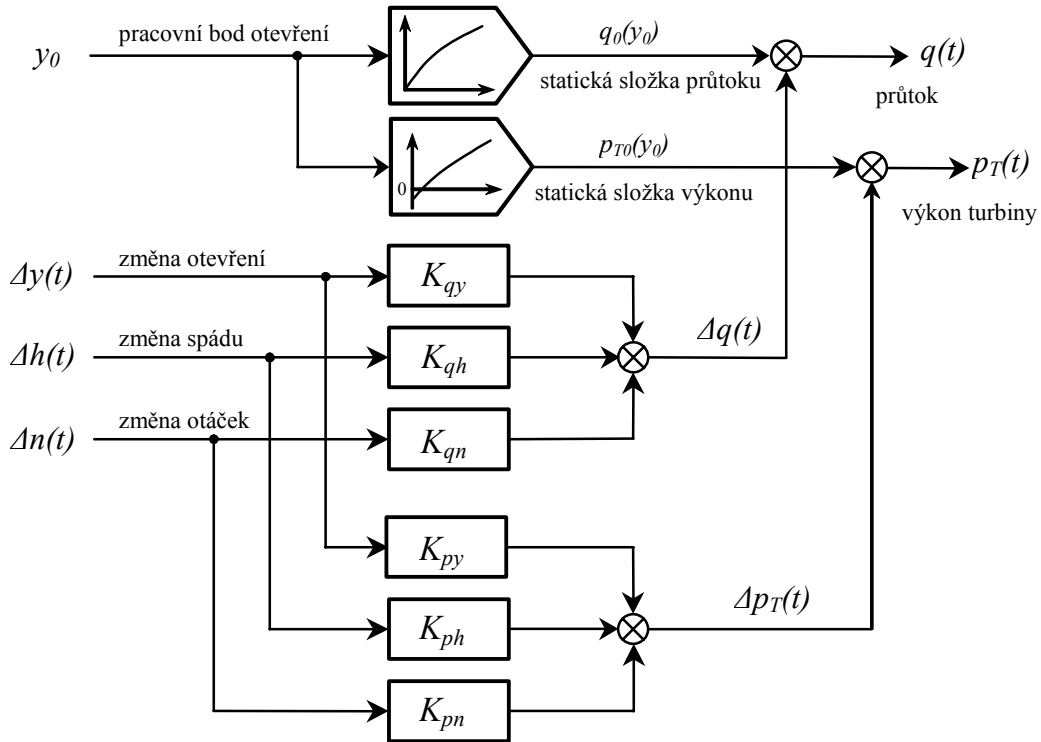 pracovní bod otevření
y0
q0(y0)
statická složka průtoku
q(t)
průtok
0
pT0(y0)
statická složka výkonu
pT(t)
výkon turbiny
Δy(t)
změna otevření
Kqy
Δh(t)
změna spádu
Kqh
Δq(t)
Δn(t)
změna otáček
Kqn
Kpy
Kph
ΔpT(t)
Kpn